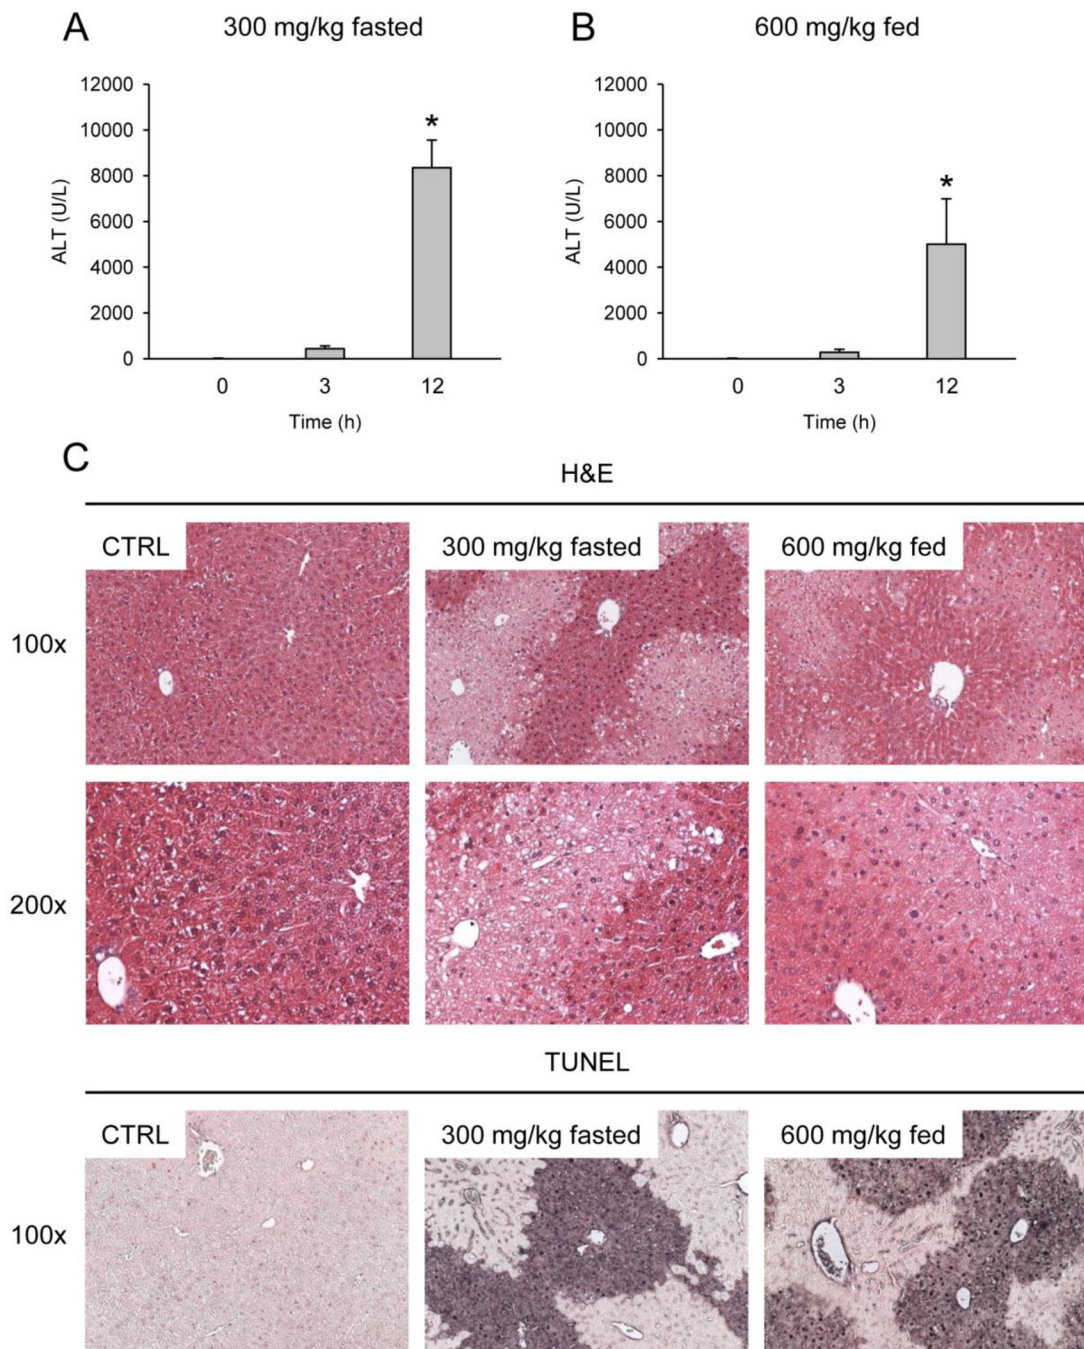 A
300 mg/kg fasted
12000
10000
8000
6000
4000
2000
0
ALT (U/L)
*
0 3 12
Time (h)
B
600 mg/kg fed
12000
10000
8000
6000
4000
2000
0
ALT (U/L)
*
0 3 12
Time (h)
C
H&E
CTRL 300 mg/kg fasted 600 mg/kg fed
100x
200x
TUNEL
CTRL 300 mg/kg fasted 600 mg/kg fed
100x